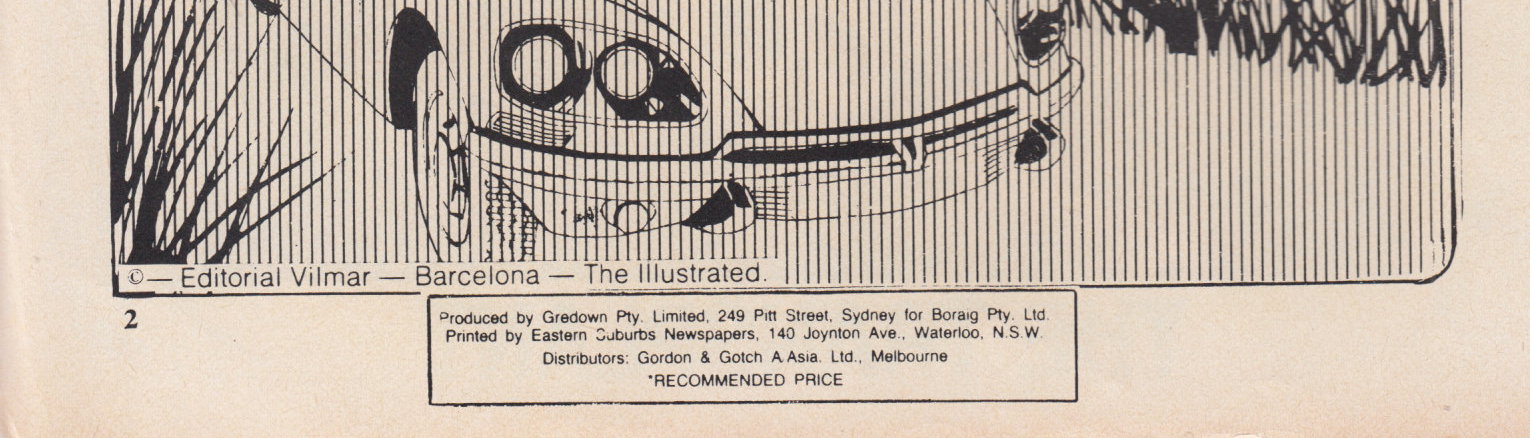 ©— Editorial Vilmar — Barcelona — The Illustrated.
2
Produced by Gredown Pty. Limited, 249 Pitt Street, Sydney for Boraig Pty. Ltd.
Printed by Eastern Suburbs Newspapers, 140 Joynton Ave., Waterloo, N.S.W.
Distributors: Gordon & Gotch A.Asia. Ltd., Melbourne
*RECOMMENDED PRICE